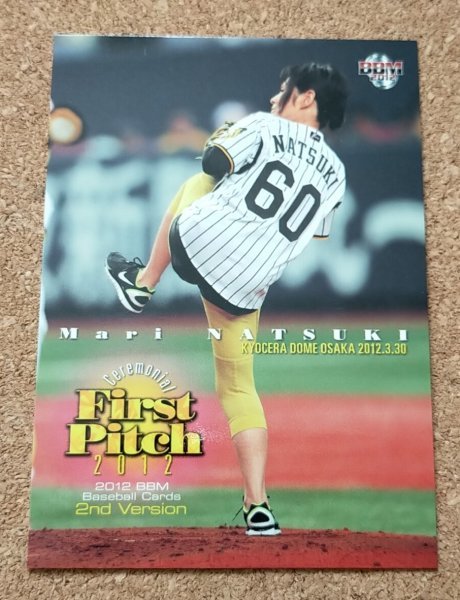 BBM
2012
NATSUKI
60
Mari NATSUKI
KYOCERA DOME OSAKA 2012.3.30
Ceremonial
First
Pitch
2012
2012 BBM
Baseball Cards
2nd Version